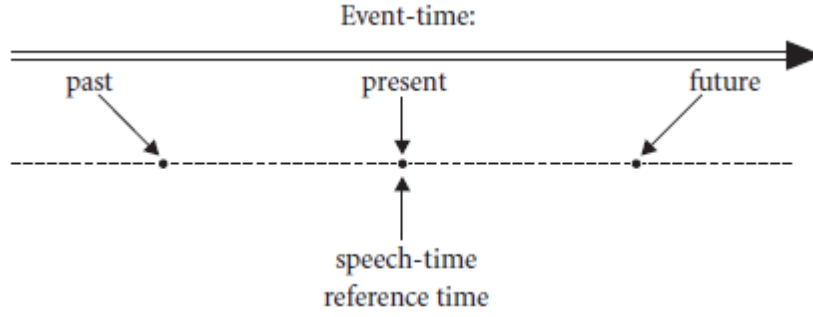 Event-time:
past present future
speech-time
reference time